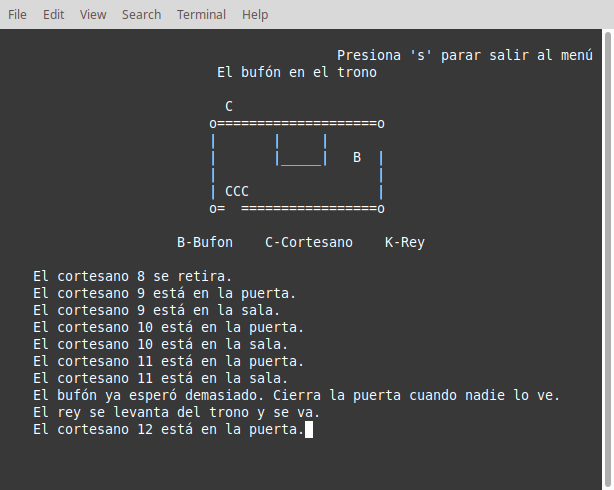 File Edit View Search Terminal Help
Presiona 's' parar salir al menú
El bufón en el trono
C
o====================o
|       |     |
|       |_____|   B  |
|                    |
| CCC                |
o=  =================o
B-Bufon    C-Cortesano    K-Rey
El cortesano 8 se retira.
El cortesano 9 está en la puerta.
El cortesano 9 está en la sala.
El cortesano 10 está en la puerta.
El cortesano 10 está en la sala.
El cortesano 11 está en la puerta.
El cortesano 11 está en la sala.
El bufón ya esperó demasiado. Cierra la puerta cuando nadie lo ve.
El rey se levanta del trono y se va.
El cortesano 12 está en la puerta.